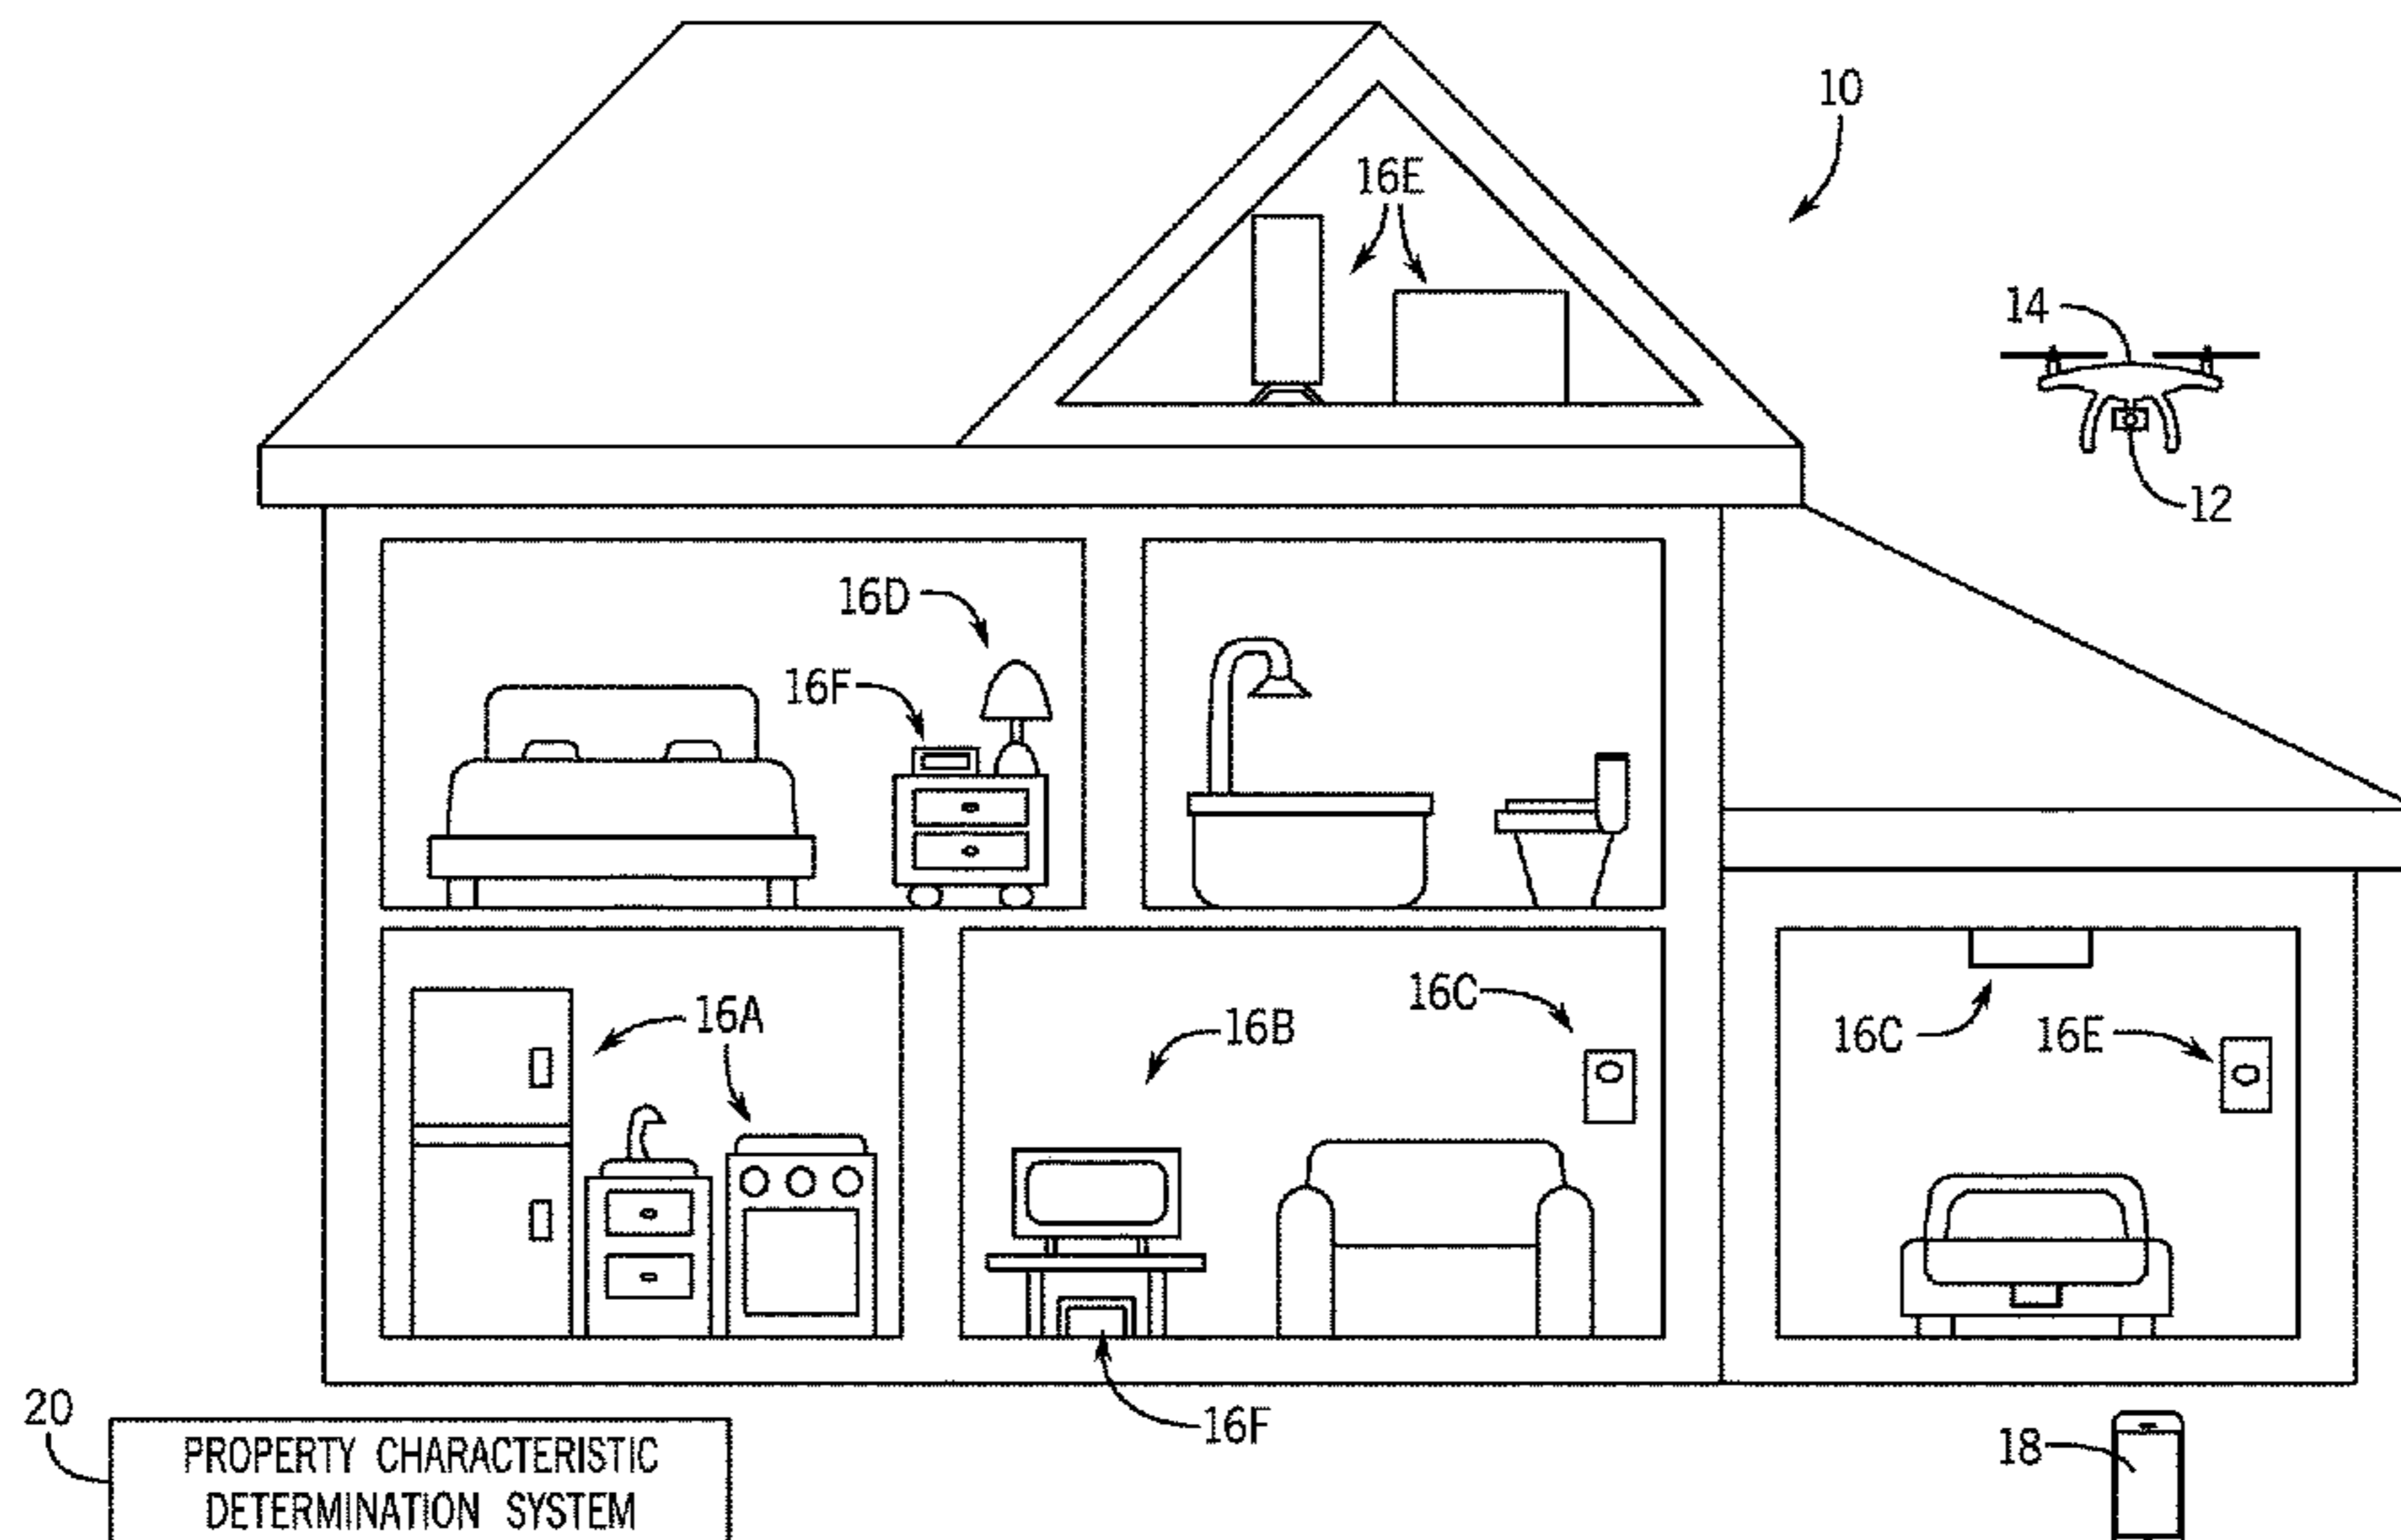 10
16E
14
12
16D
16F
16A
16B
16C
16C
16E
16F
20
PROPERTY CHARACTERISTIC
DETERMINATION SYSTEM
18